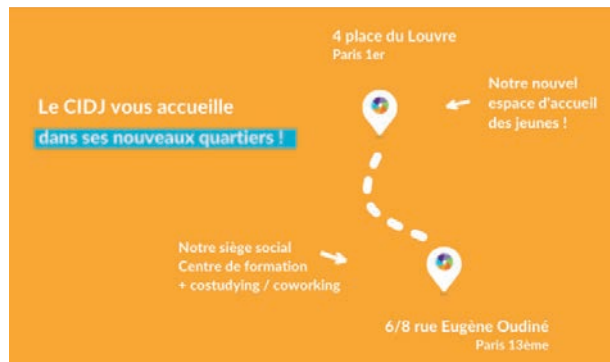 4 place du Louvre
Paris 1er
Notre nouvel
espace d'accueil
des jeunes !
Le CIDJ vous accueille
dans ses nouveaux quartiers !
Notre siège social
Centre de formation
+ costudying / coworking
6/8 rue Eugène Oudiné
Paris 13ème